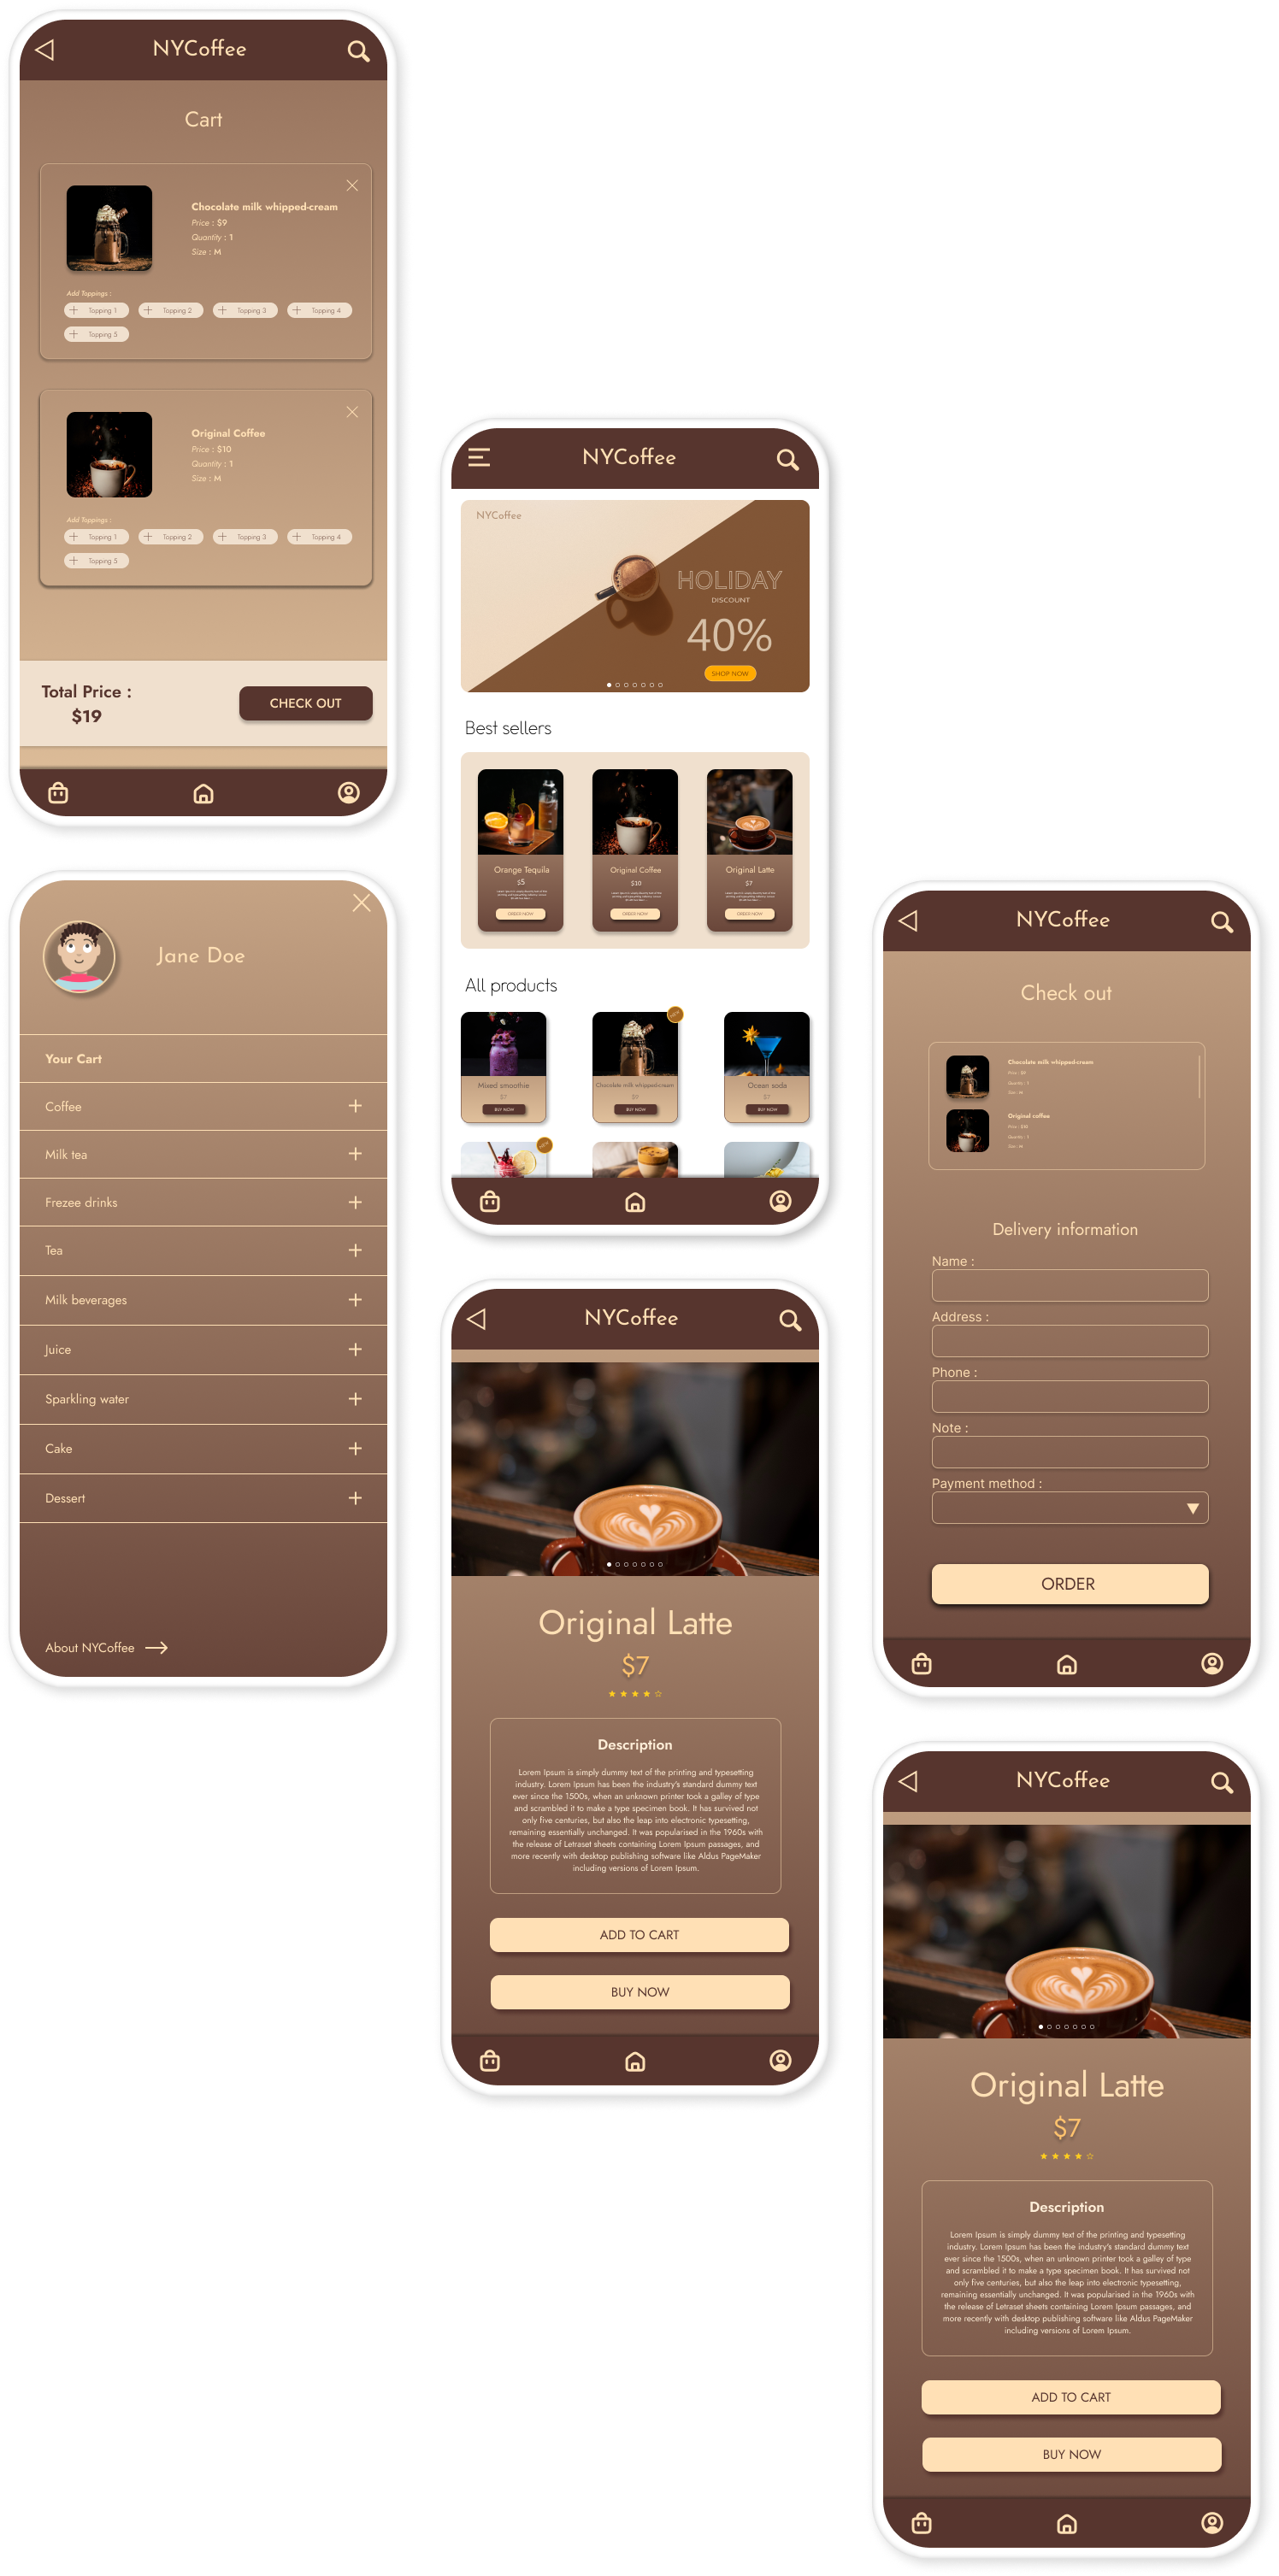 NYCoffee
Cart
Chocolate milk whipped-cream
Price : $9
Quantity : 1
Size : M
Add Toppings :
Topping 1
Topping 2
Topping 3
Topping 4
Topping 5
Original Coffee
Price : $10
Quantity : 1
Size : M
Add Toppings :
Topping 1
Topping 2
Topping 3
Topping 4
Topping 5
Total Price :
$19
CHECK OUT
Jane Doe
Your Cart
Coffee
Milk tea
Frezee drinks
Tea
Milk beverages
Juice
Sparkling water
Cake
Dessert
About NYCoffee
NYCoffee
NYCoffee
HOLIDAY
DISCOUNT
40%
SHOP NOW
Best sellers
Orange Tequila
$5
ORDER NOW
Original Coffee
$10
ORDER NOW
Original Latte
$7
ORDER NOW
All products
Mixed smoothie
$7
BUY NOW
Chocolate milk whipped-cream
$9
BUY NOW
Ocean soda
$7
BUY NOW
NYCoffee
Original Latte
$7
Description
Lorem Ipsum is simply dummy text of the printing and typesetting
industry. Lorem Ipsum has been the industry's standard dummy text
ever since the 1500s, when an unknown printer took a galley of type
and scrambled it to make a type specimen book. It has survived not
only five centuries, but also the leap into electronic typesetting,
remaining essentially unchanged. It was popularised in the 1960s with
the release of Letraset sheets containing Lorem Ipsum passages, and
more recently with desktop publishing software like Aldus PageMaker
including versions of Lorem Ipsum.
ADD TO CART
BUY NOW
NYCoffee
Check out
Chocolate milk whipped-cream
Price : $9
Quantity : 1
Size : M
Original coffee
Price : $10
Quantity : 1
Size : M
Delivery information
Name :
Address :
Phone :
Note :
Payment method :
ORDER
NYCoffee
Original Latte
$7
Description
Lorem Ipsum is simply dummy text of the printing and typesetting
industry. Lorem Ipsum has been the industry's standard dummy text
ever since the 1500s, when an unknown printer took a galley of type
and scrambled it to make a type specimen book. It has survived not
only five centuries, but also the leap into electronic typesetting,
remaining essentially unchanged. It was popularised in the 1960s with
the release of Letraset sheets containing Lorem Ipsum passages, and
more recently with desktop publishing software like Aldus PageMaker
including versions of Lorem Ipsum.
ADD TO CART
BUY NOW